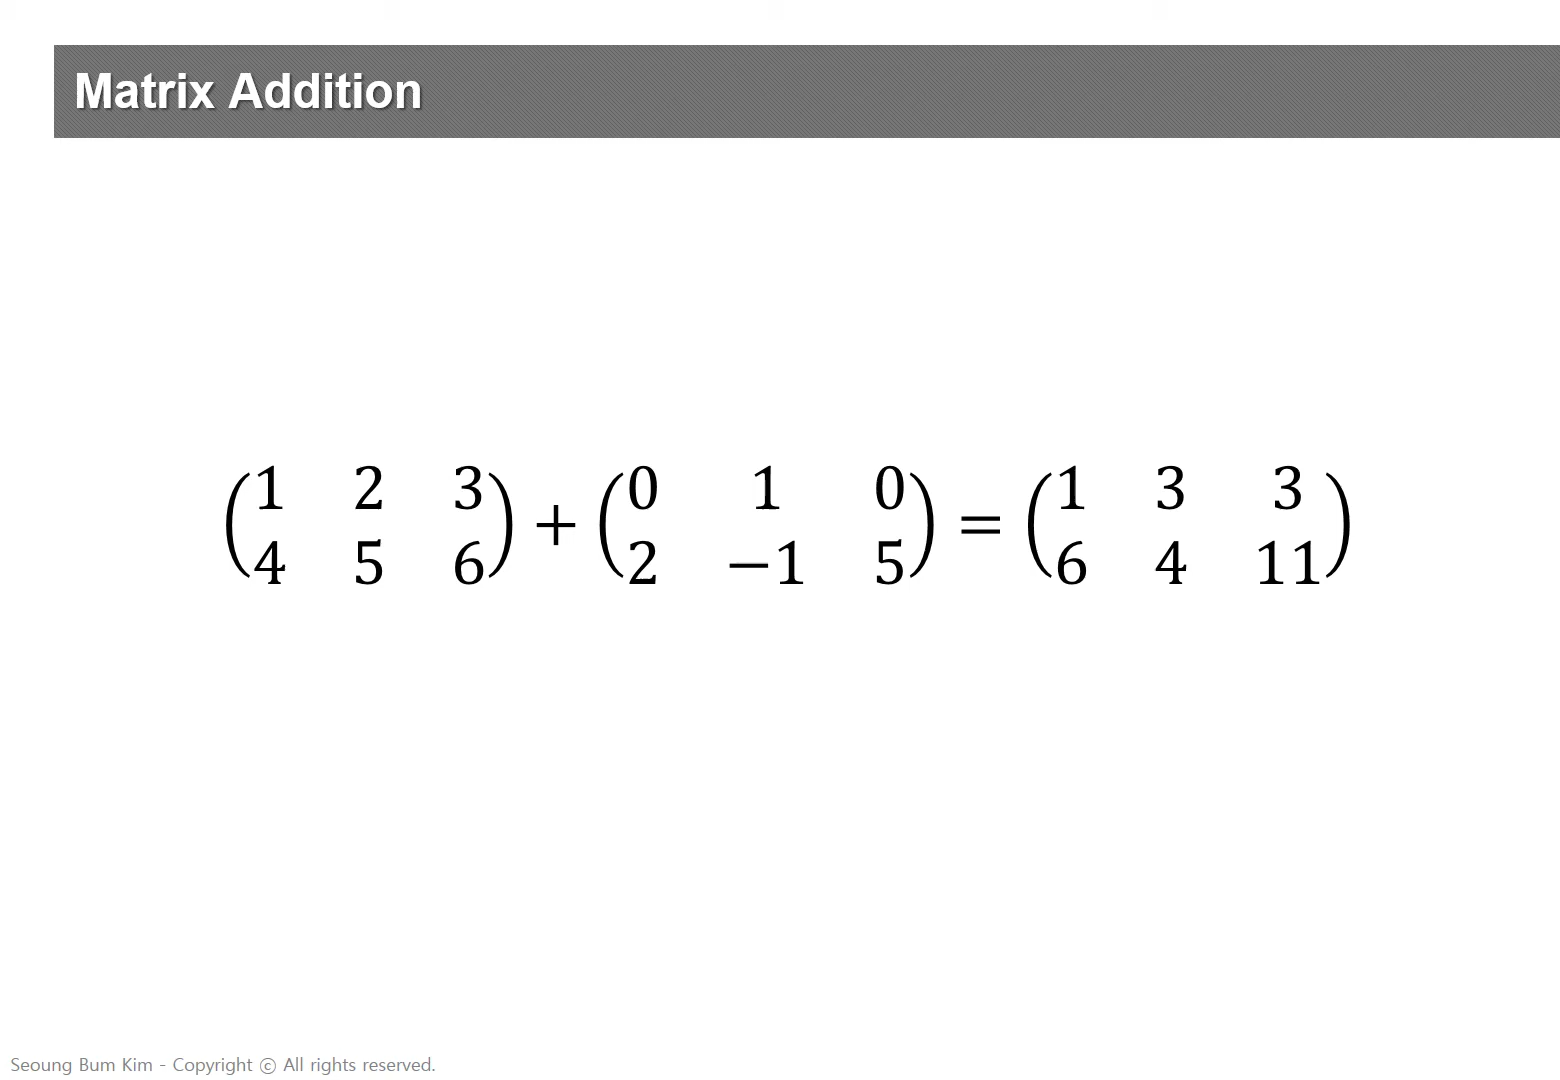 Matrix Addition
(1 2 3) + (0 1 0) = (1 3 3)
(4 5 6) (2 −1 5) (6 4 11)
Seoung Bum Kim - Copyright ⓒ All rights reserved.